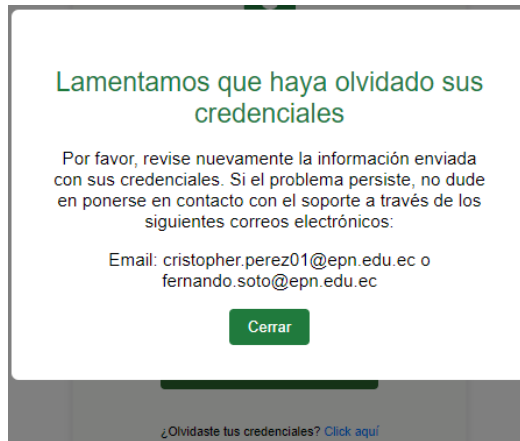 Lamentamos que haya olvidado sus
credenciales
Por favor, revise nuevamente la información enviada
con sus credenciales. Si el problema persiste, no dude
en ponerse en contacto con el soporte a través de los
siguientes correos electrónicos:
Email: cristopher.perez01@epn.edu.ec o
fernando.soto@epn.edu.ec
Cerrar
¿Olvidaste tus credenciales? Click aquí